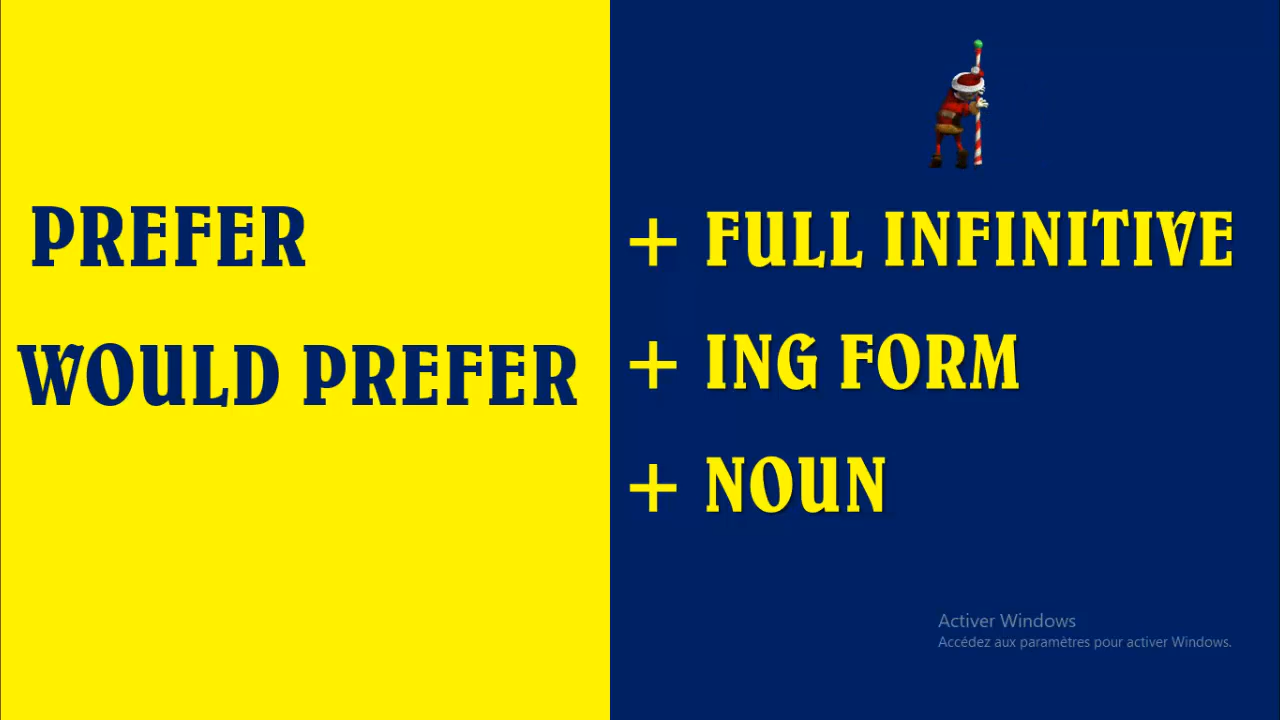 PREFER
WOULD PREFER
+ FULL INFINITIVE
+ ING FORM
+ NOUN
Activer Windows
Accédez aux paramètres pour activer Windows.